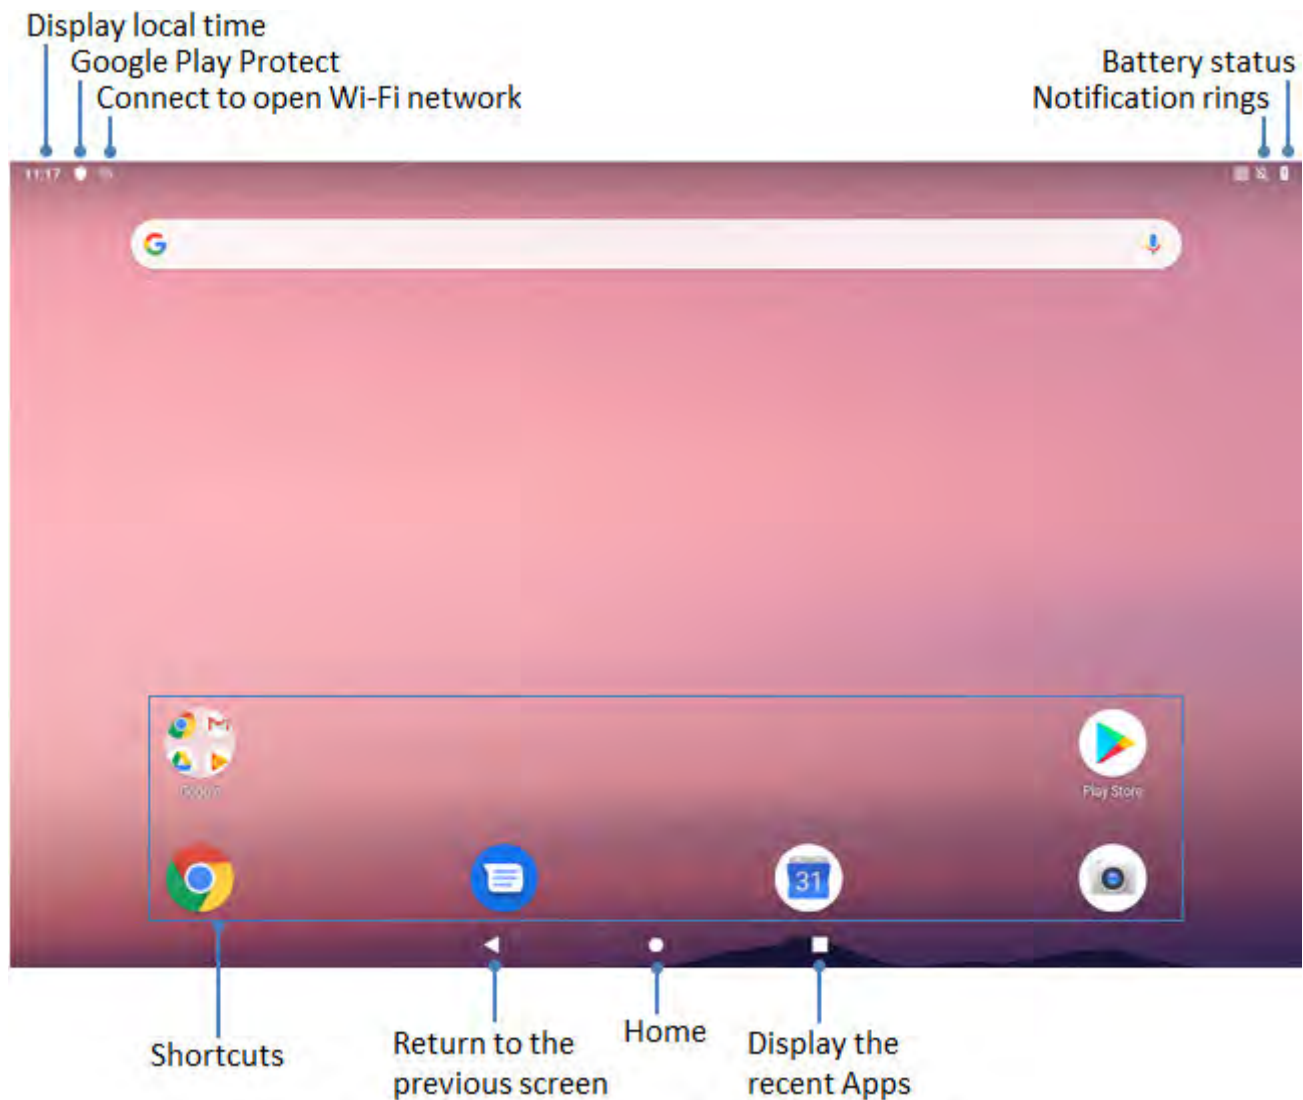 Display local time
Google Play Protect
Connect to open Wi-Fi network
Battery status
Notification rings
11:17
G
Google
Play Store
31
Shortcuts
Return to the
previous screen
Home
Display the
recent Apps